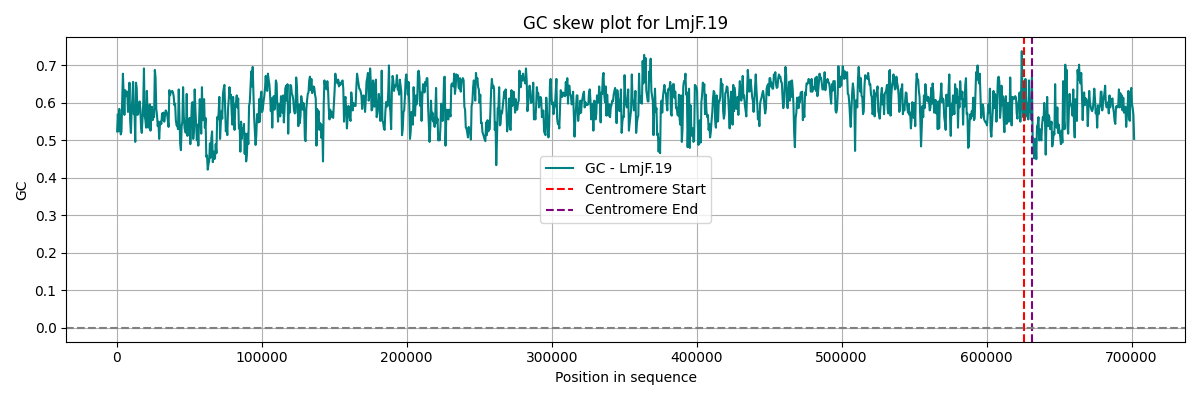 GC skew plot for LmjF.19
GC
0.7
0.6
0.5
0.4
0.3
0.2
0.1
0.0
GC - LmjF.19
Centromere Start
Centromere End
0 100000 200000 300000 400000 500000 600000 700000
Position in sequence